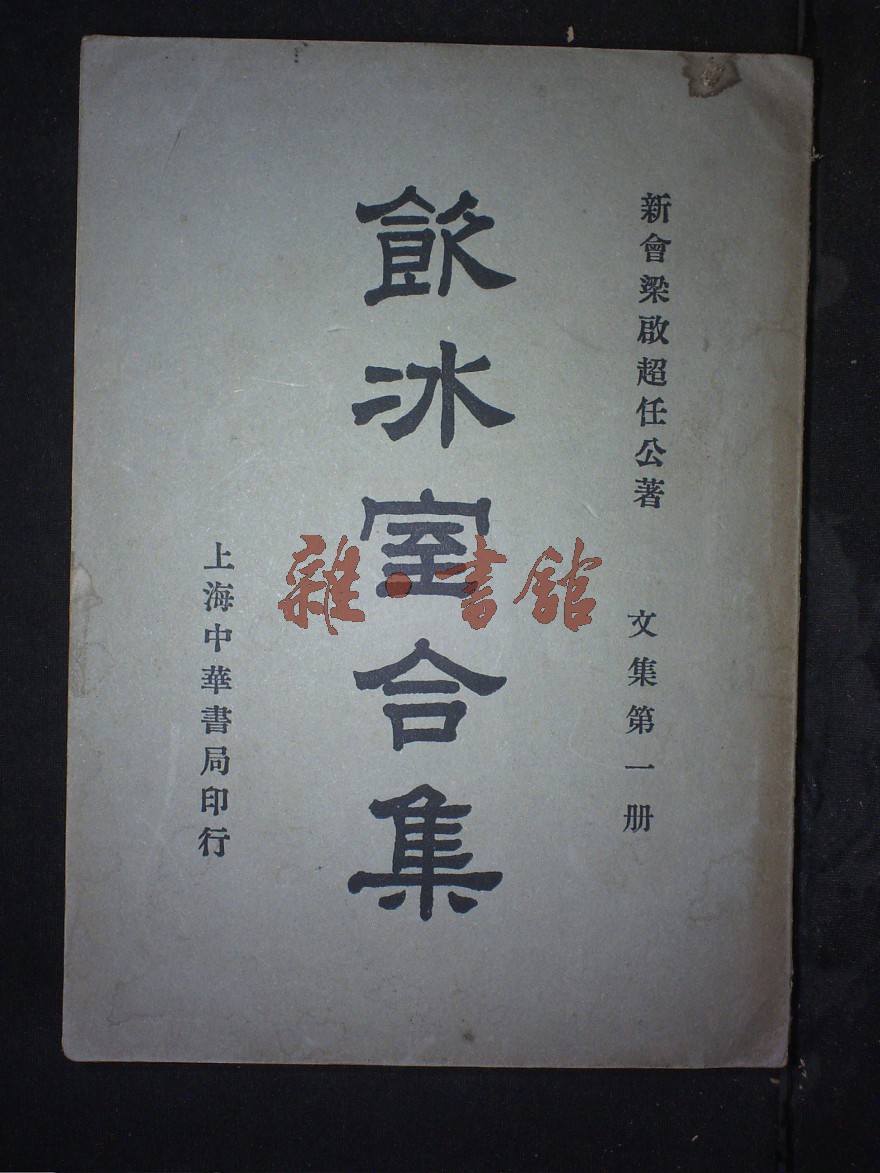 新會梁啟超任公著
文集第一册
飲冰室合集
上海中華書局印行
雜·書館